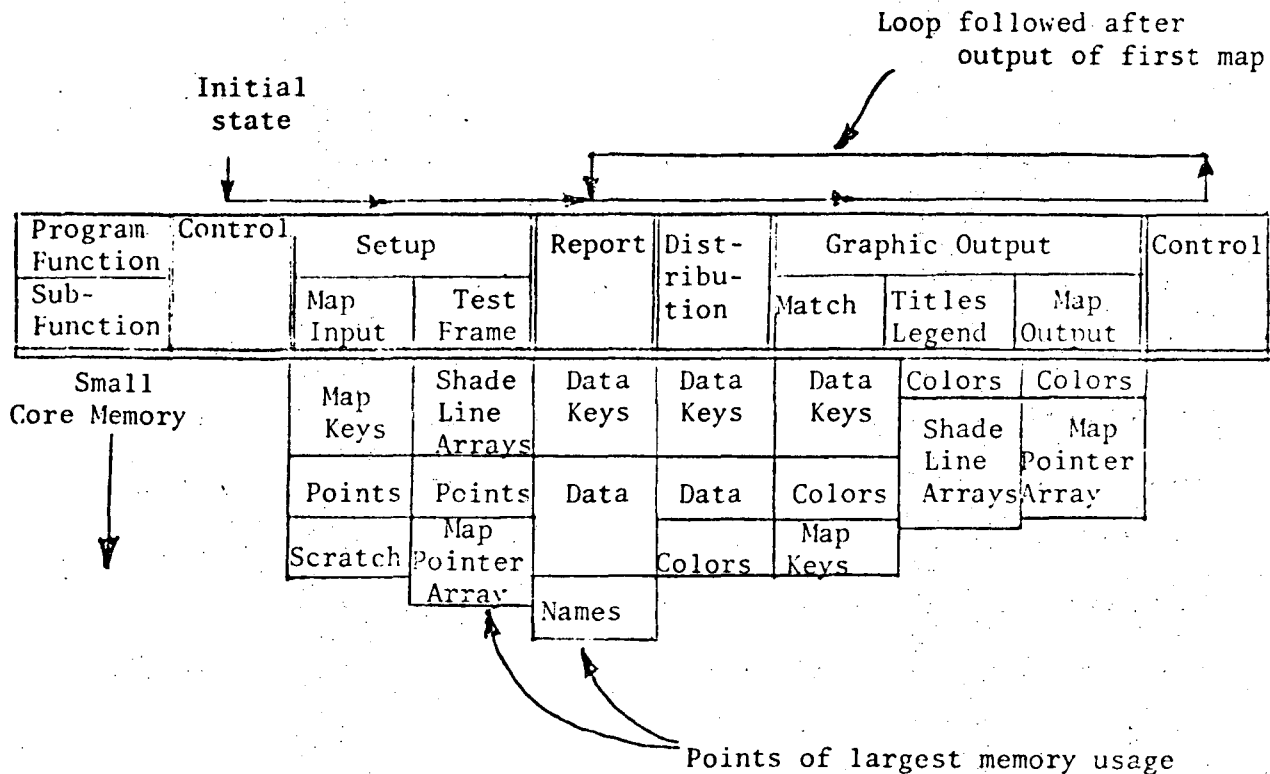 Loop followed after
output of first map
Initial
state
Program
Function
Sub-
Function
Control
Setup
Map
Input
Test
Frame
Report
Dist-
ribu-
tion
Graphic Output
Match
Titles
Legend
Map
Output
Control
Small
Core Memory
Map
Keys
Points
Scratch
Shade
Line
Arrays
Points
Map
Pointer
Array
Data
Keys
Data
Names
Data
Keys
Data
Colors
Data
Keys
Colors
Map
Keys
Colors
Shade
Line
Arrays
Colors
Map
Pointer
Array
Points of largest memory usage